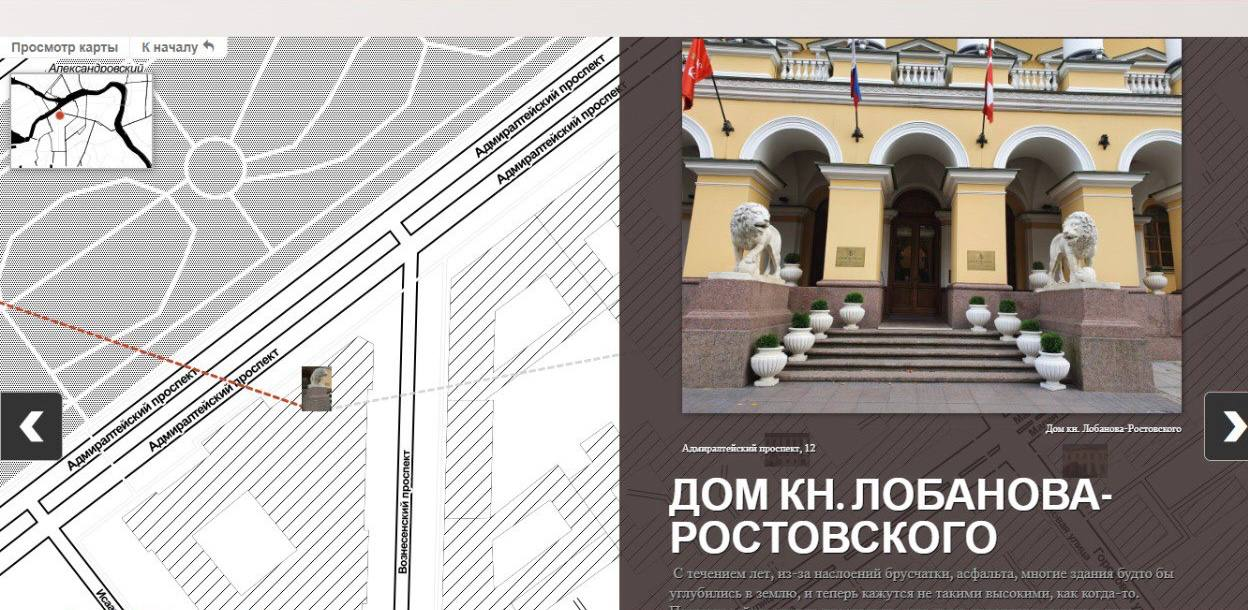 Просмотр карты
К началу
Александровский
Адмиралтейский проспект
Адмиралтейский проспект
Адмиралтейский проспект
Адмиралтейский проспект
Вознесенский проспект
Дом кн. Лобанова-Ростовского
Адмиралтейский проспект, 12
ДОМ КН. ЛОБАНОВА-
РОСТОВСКОГО
С течением лет, из-за наслоений брусчатки, асфальта, многие здания будто бы
углубились в землю, и теперь кажутся не такими высокими, как когда-то.